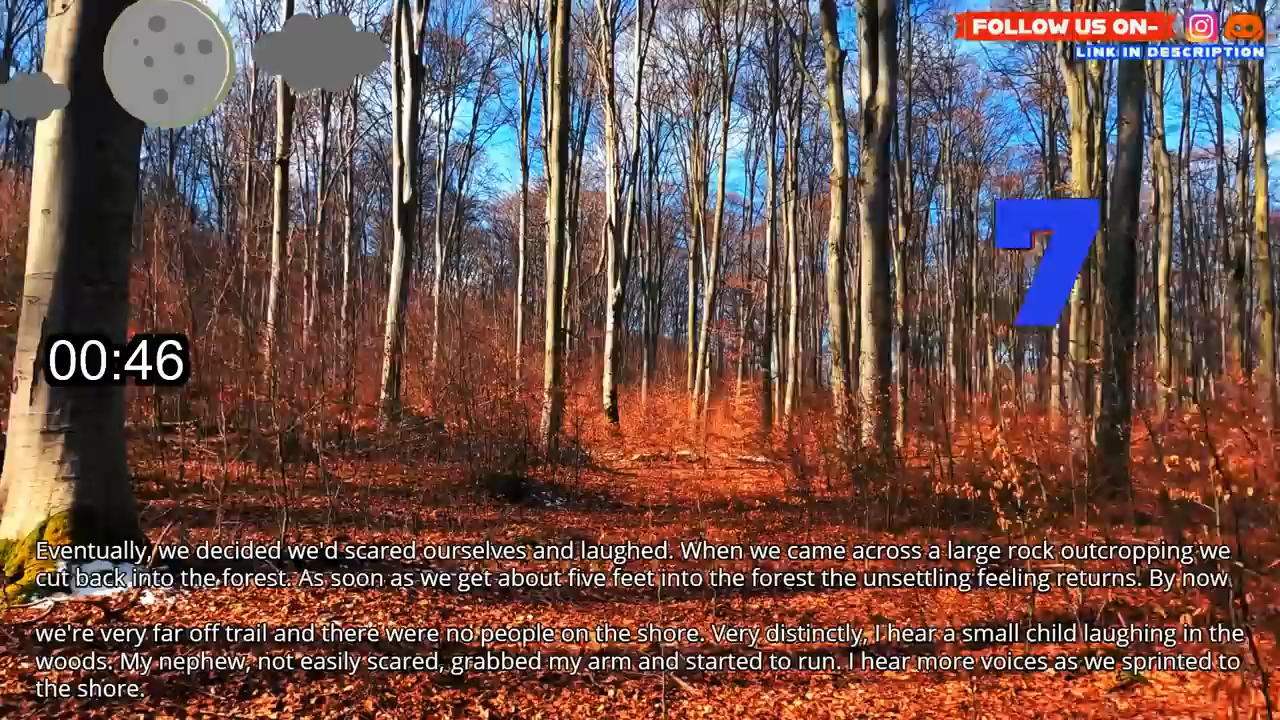 FOLLOW US ON-
LINK IN DESCRIPTION
7
00:46
Eventually, we decided we'd scared ourselves and laughed. When we came across a large rock outcropping we
cut back into the forest. As soon as we get about five feet into the forest the unsettling feeling returns. By now
we're very far off trail and there were no people on the shore. Very distinctly, I hear a small child laughing in the
woods. My nephew, not easily scared, grabbed my arm and started to run. I hear more voices as we sprinted to
the shore.